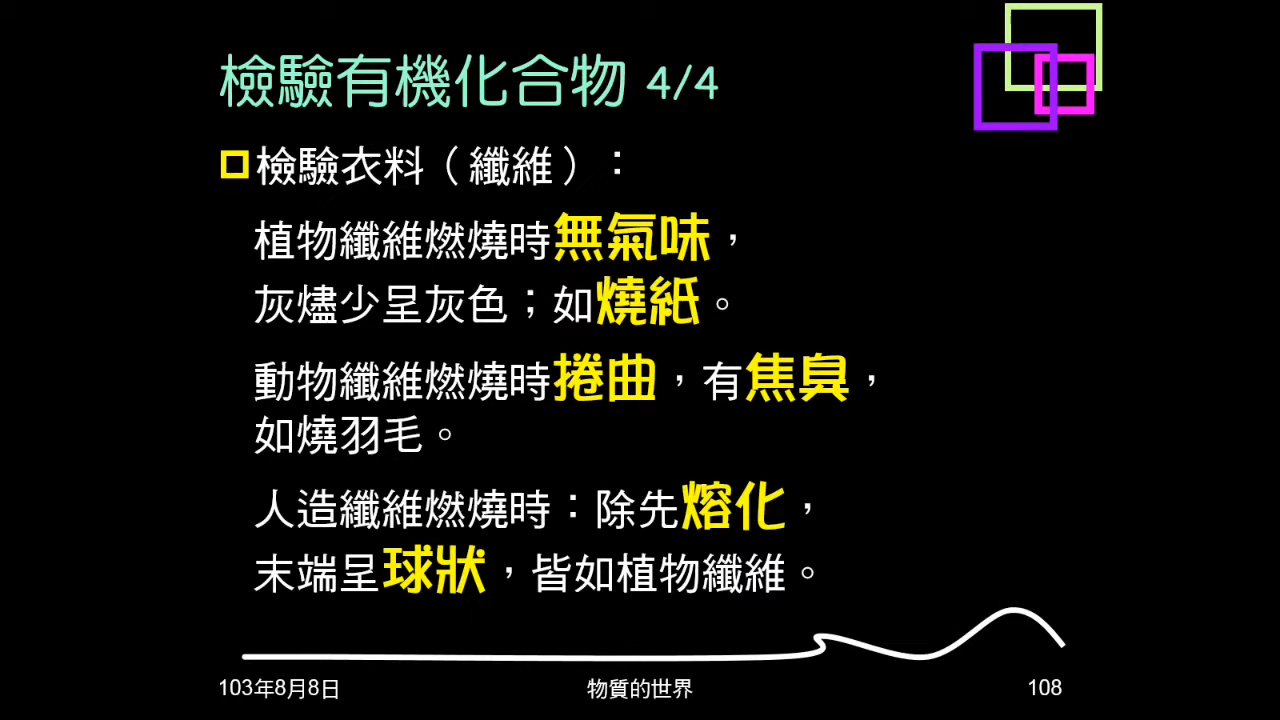 檢驗有機化合物 4/4
檢驗衣料（纖維）：
植物纖維燃燒時無氣味，
灰燼少呈灰色；如燒紙。
動物纖維燃燒時捲曲，有焦臭，
如燒羽毛。
人造纖維燃燒時：除先熔化，
末端呈球狀，皆如植物纖維。
103年8月8日
物質的世界
108